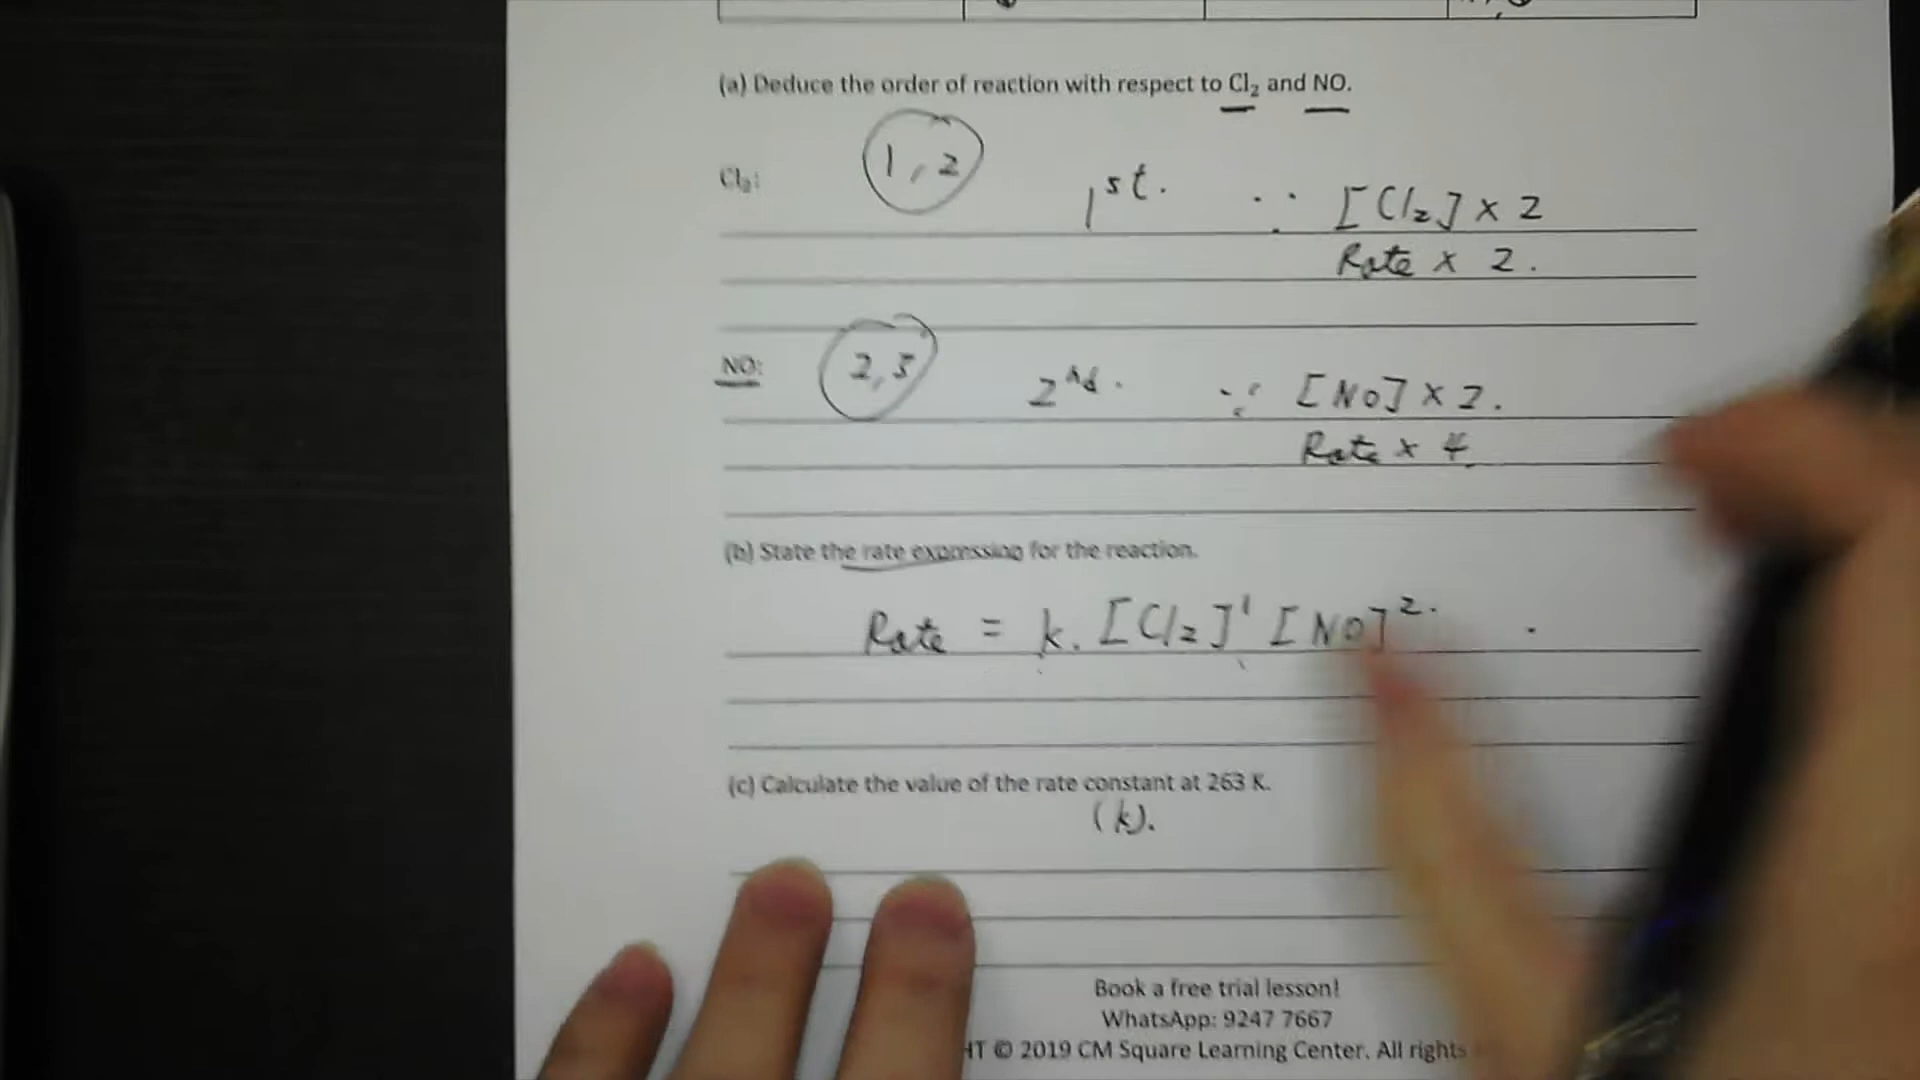 (a) Deduce the order of reaction with respect to Cl₂ and NO.
Cl₂: 1, 2 1st. ∵ [Cl₂] × 2
Rate × 2.
NO: 2,3 2nd. ∵ [NO] × 2.
Rate × 4
(b) State the rate expression for the reaction.
Rate = k. [Cl₂]¹ [NO]².
(c) Calculate the value of the rate constant at 263 K.
(k).
Book a free trial lesson!
WhatsApp: 9247 7667
© 2019 CM Square Learning Center. All rights